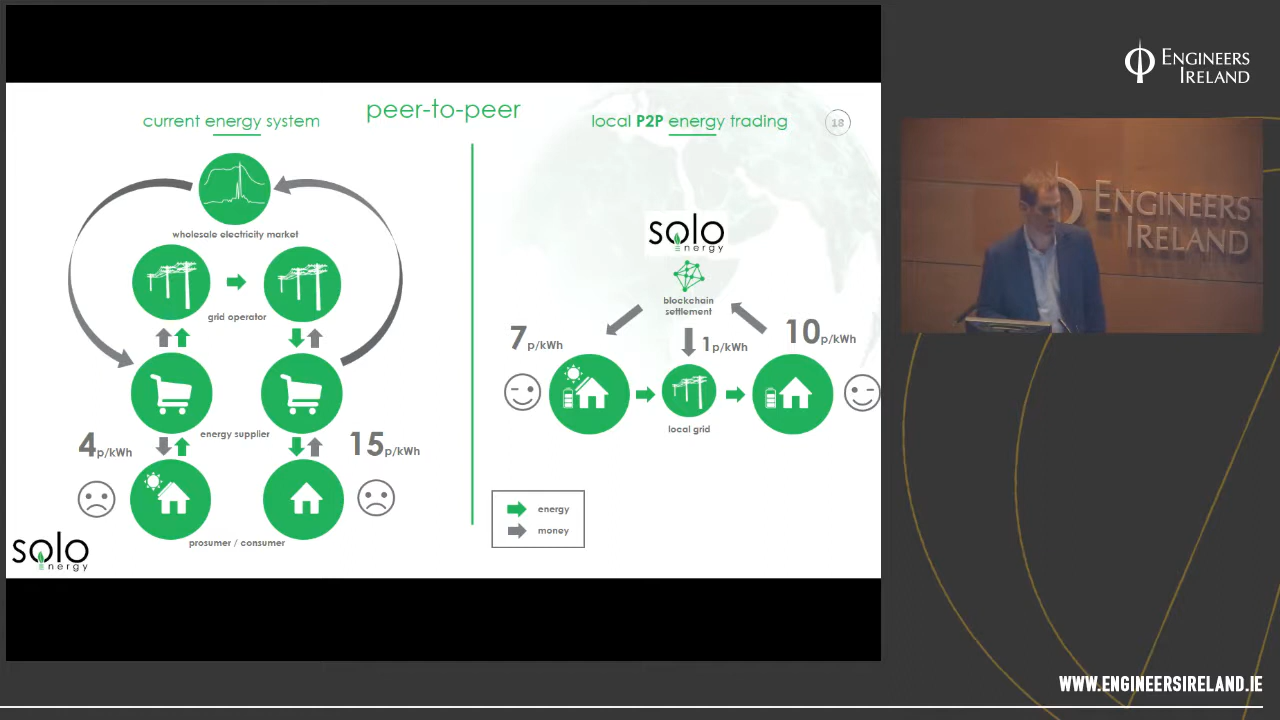 peer-to-peer
current energy system
wholesale electricity market
grid operator
energy supplier
4p/kWh
15p/kWh
prosumer / consumer
solo
energy
local P2P energy trading
18
solo
energy
blockchain
settlement
7p/kWh
1p/kWh
10p/kWh
local grid
energy
money
ENGINEERS
IRELAND
ENGINEERS
IRELAND
WWW.ENGINEERSIRELAND.IE